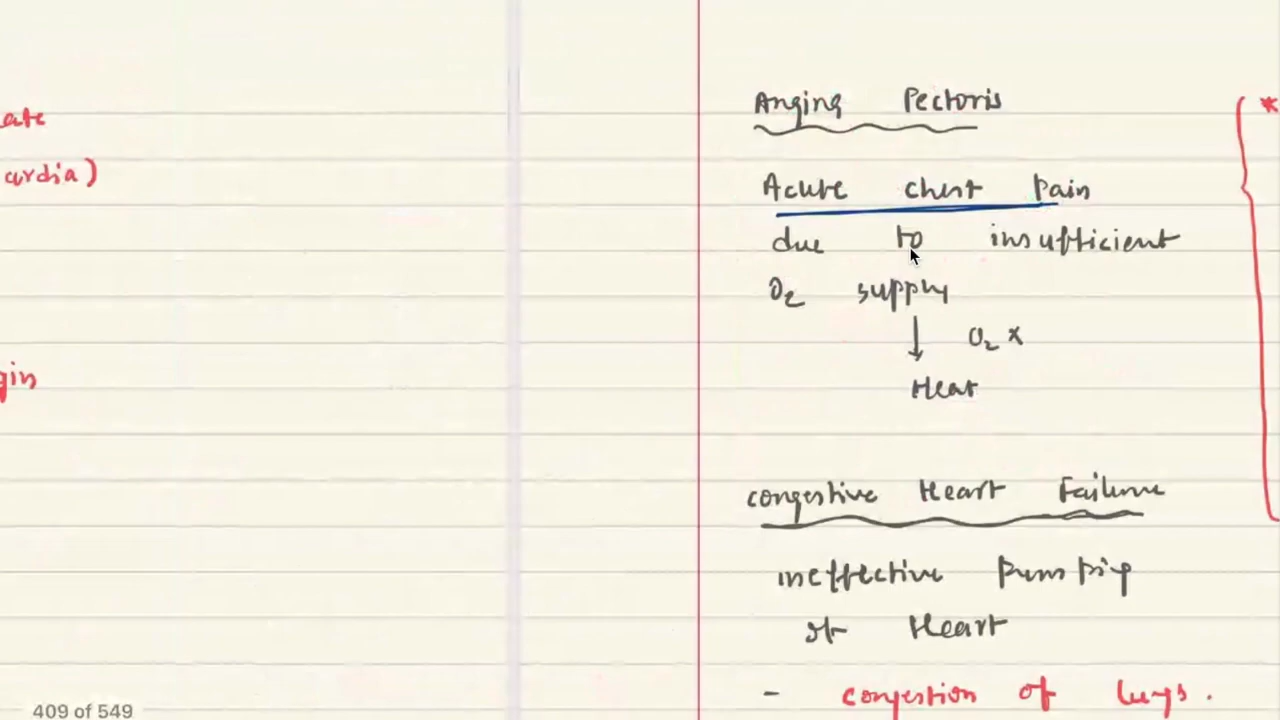 ate
ardia)
gin
Anging Pectoris
Acute chest Pain
due to insufficient
O₂ supply
↓ O₂ x
Heart
congestive Heart Failure
ineffective Pumping
of Heart
- congestion of lungs.
*
409 of 549